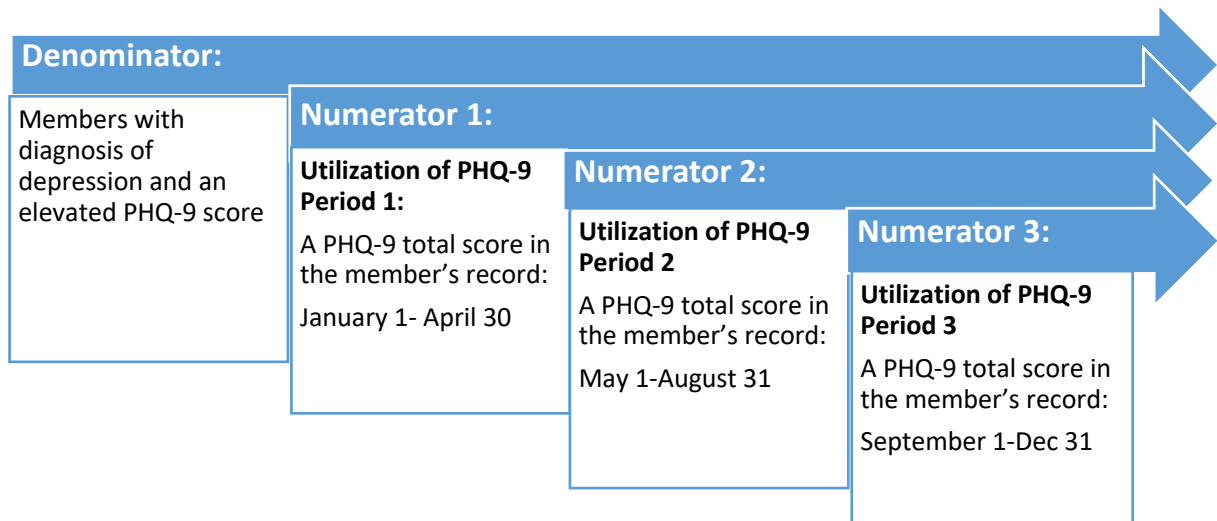 Denominator:
Members with
diagnosis of
depression and an
elevated PHQ-9 score
Numerator 1:
Utilization of PHQ-9
Period 1:
A PHQ-9 total score in
the member’s record:
January 1- April 30
Numerator 2:
Utilization of PHQ-9
Period 2
A PHQ-9 total score in
the member’s record:
May 1-August 31
Numerator 3:
Utilization of PHQ-9
Period 3
A PHQ-9 total score in
the member’s record:
September 1-Dec 31